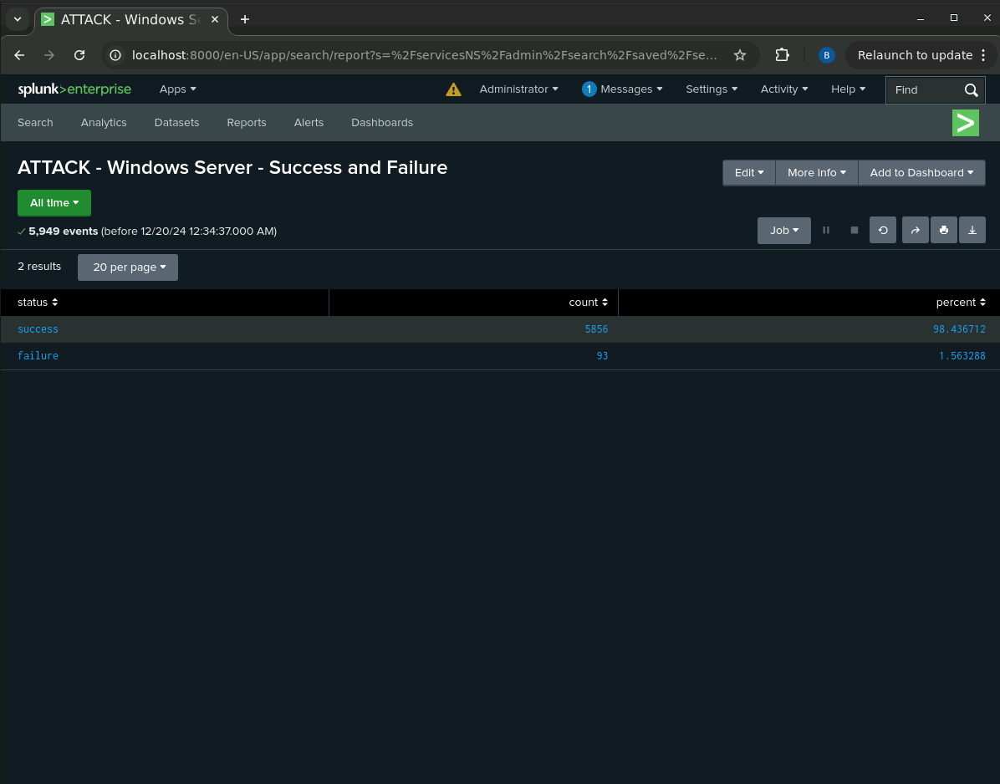 ATTACK - Windows Se
localhost:8000/en-US/app/search/report?s=%2FservicesNS%2Fadmin%2Fsearch%2Fsaved%2Fse...
B
Relaunch to update
splunk>enterprise
Apps
Administrator
1 Messages
Settings
Activity
Help
Find
Search
Analytics
Datasets
Reports
Alerts
Dashboards
ATTACK - Windows Server - Success and Failure
Edit
More Info
Add to Dashboard
All time
5,949 events (before 12/20/24 12:34:37.000 AM)
Job
2 results
20 per page
status count percent
success 5856 98.436712
failure 93 1.563288